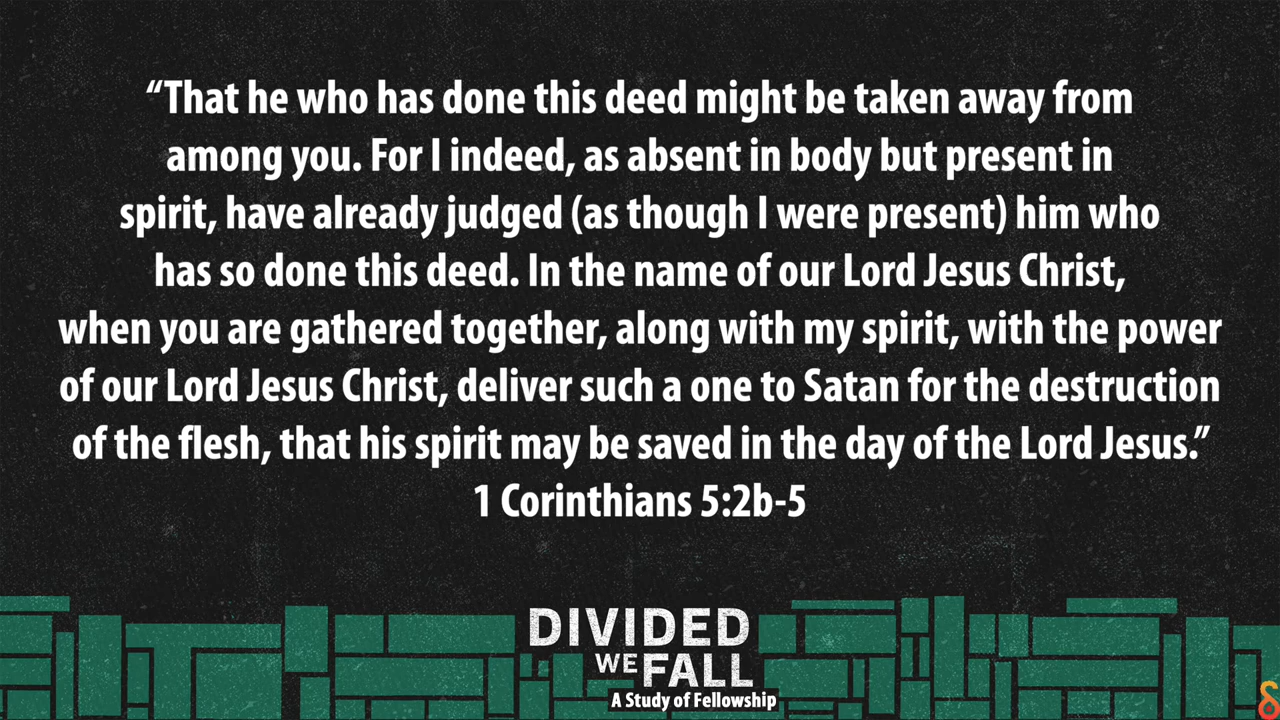 “That he who has done this deed might be taken away from
among you. For I indeed, as absent in body but present in
spirit, have already judged (as though I were present) him who
has so done this deed. In the name of our Lord Jesus Christ,
when you are gathered together, along with my spirit, with the power
of our Lord Jesus Christ, deliver such a one to Satan for the destruction
of the flesh, that his spirit may be saved in the day of the Lord Jesus.”
1 Corinthians 5:2b-5
DIVIDED
WE FALL
A Study of Fellowship